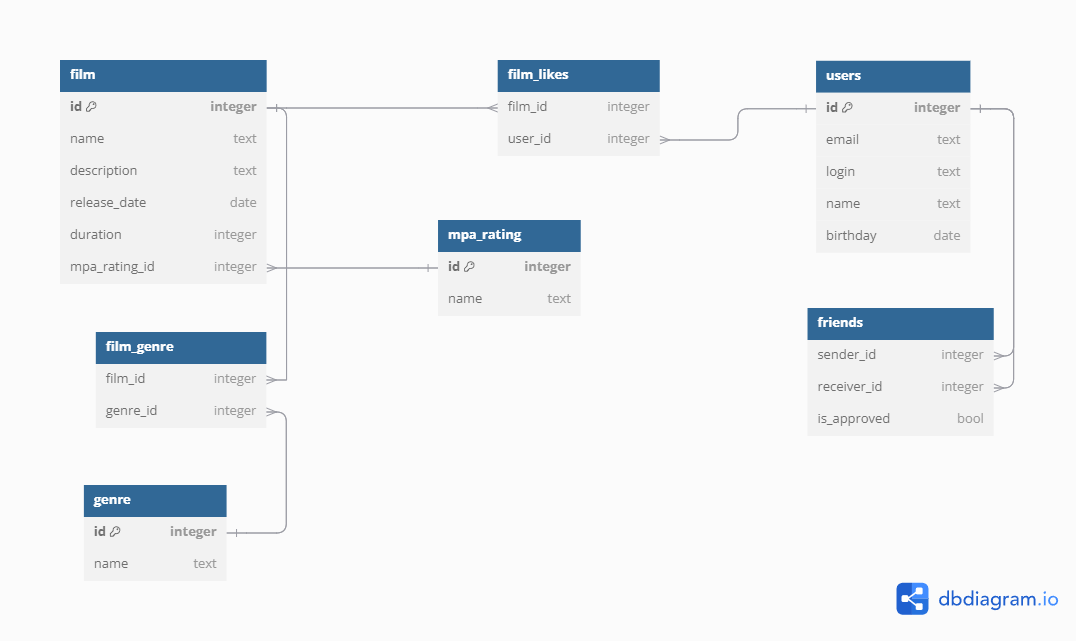 film
id integer
name text
description text
release_date date
duration integer
mpa_rating_id integer
film_likes
film_id integer
user_id integer
users
id integer
email text
login text
name text
birthday date
mpa_rating
id integer
name text
friends
sender_id integer
receiver_id integer
is_approved bool
film_genre
film_id integer
genre_id integer
genre
id integer
name text
dbdiagram.io